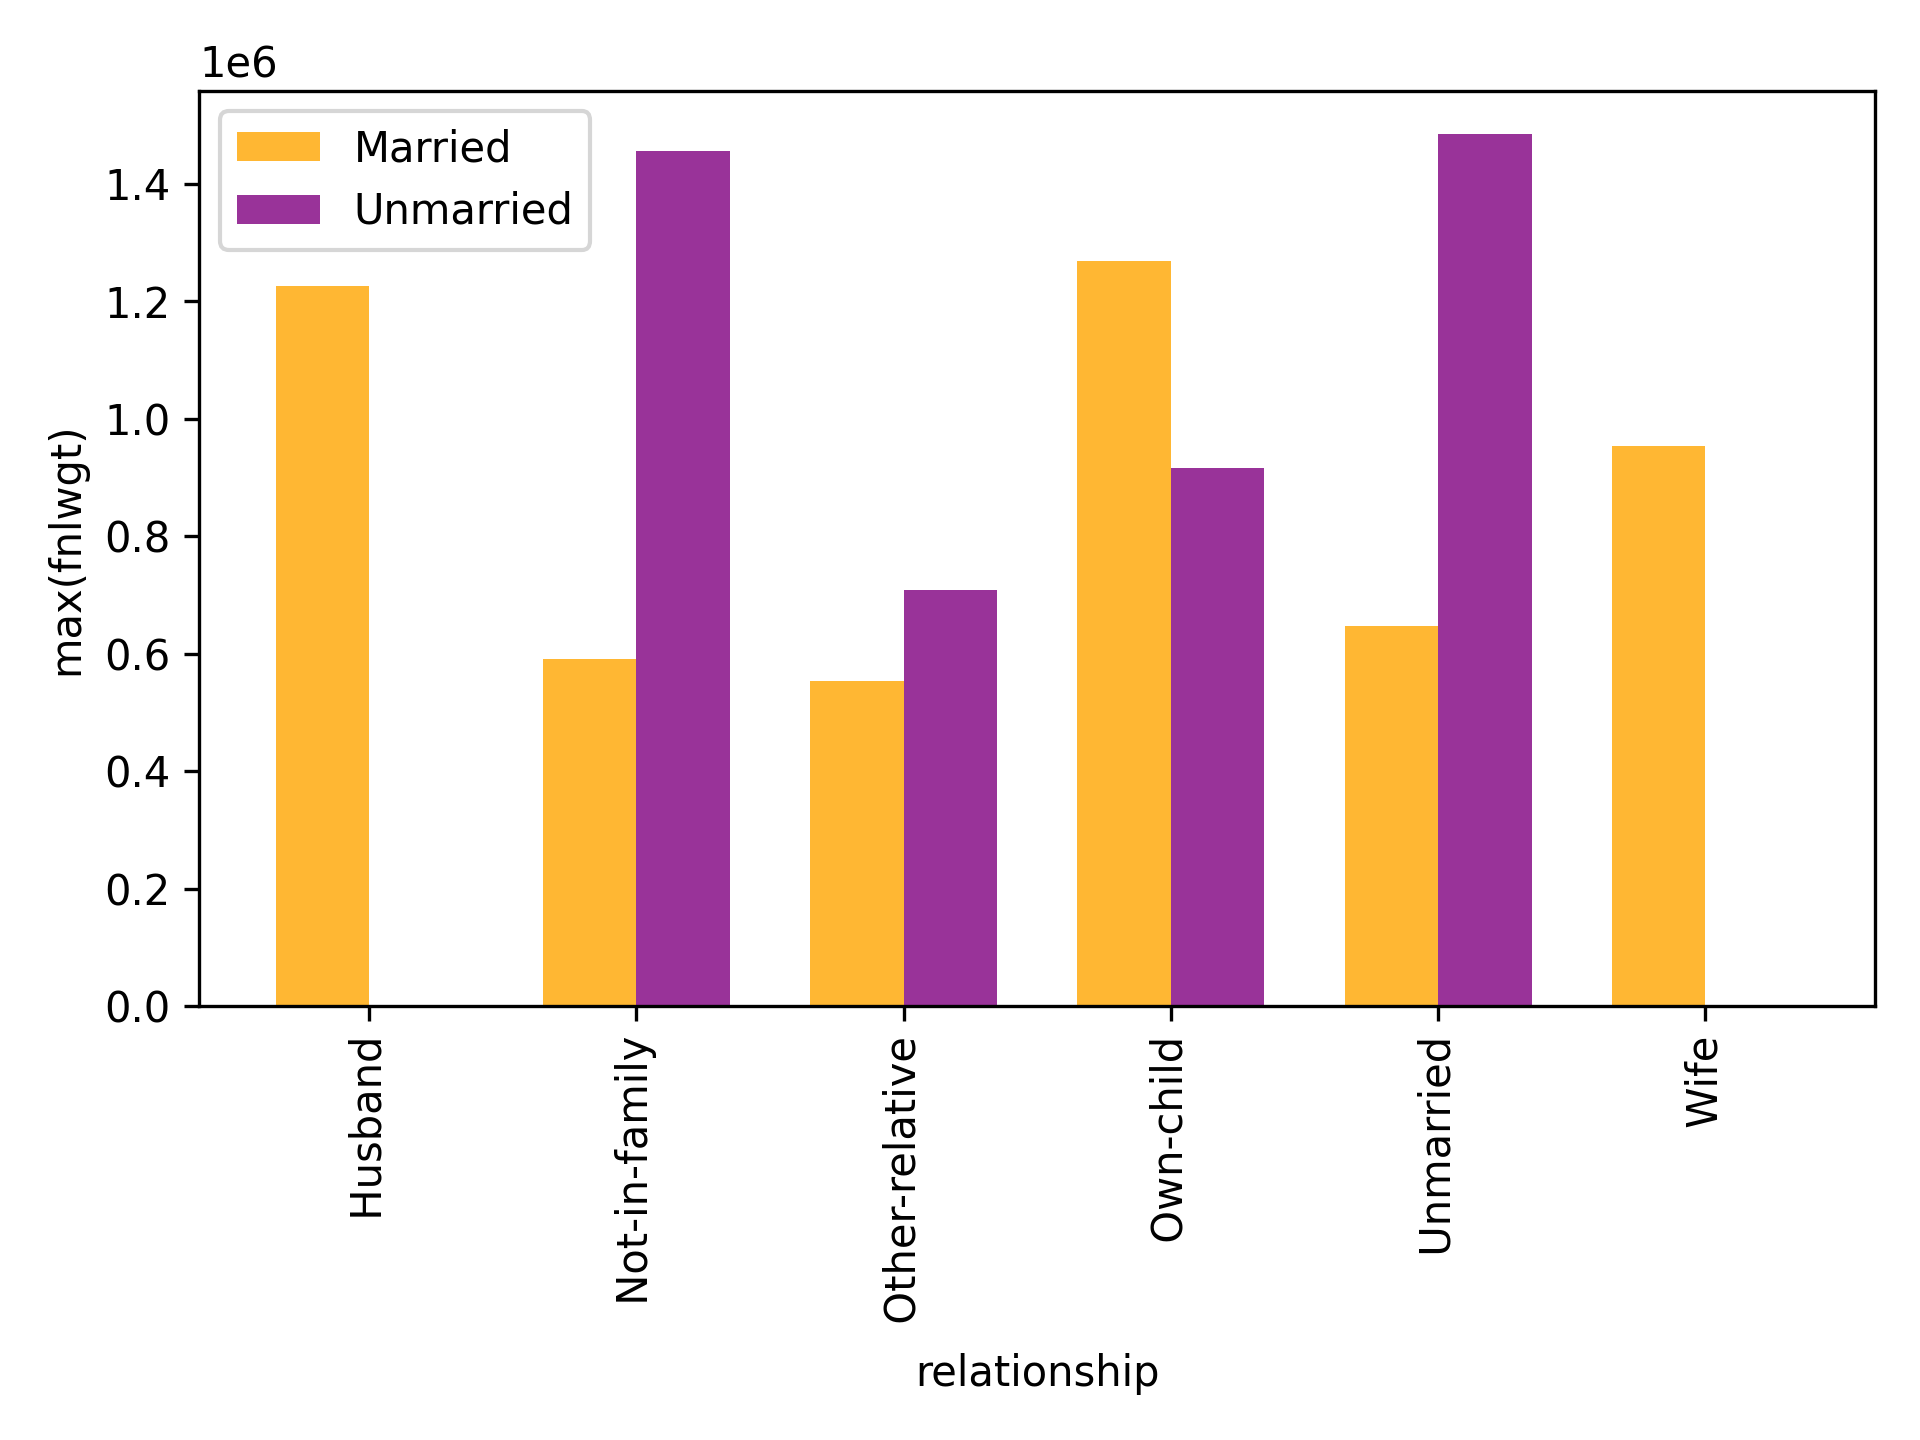 1e6
Married
Unmarried
1.4
1.2
1.0
0.8
0.6
0.4
0.2
0.0
max(fnlwgt)
Husband
Not-in-family
Other-relative
Own-child
Unmarried
Wife
relationship